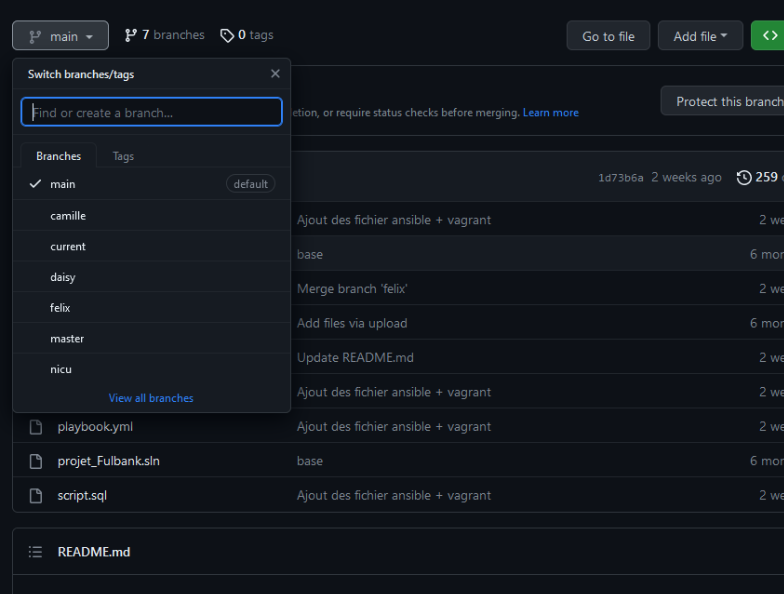 main 7 branches 0 tags Go to file Add file
Switch branches/tags
Find or create a branch...
Protect this branch
etion, or require status checks before merging. Learn more
Branches Tags
main default
1d73b6a 2 weeks ago 259
camille
Ajout des fichier ansible + vagrant 2 we
current
base 6 mor
daisy
Merge branch 'felix' 2 we
felix
Add files via upload 6 mor
master
Update README.md 2 we
nicu
Ajout des fichier ansible + vagrant 2 we
View all branches
playbook.yml Ajout des fichier ansible + vagrant 2 we
projet_Fulbank.sln base 6 mor
script.sql Ajout des fichier ansible + vagrant 2 we
README.md